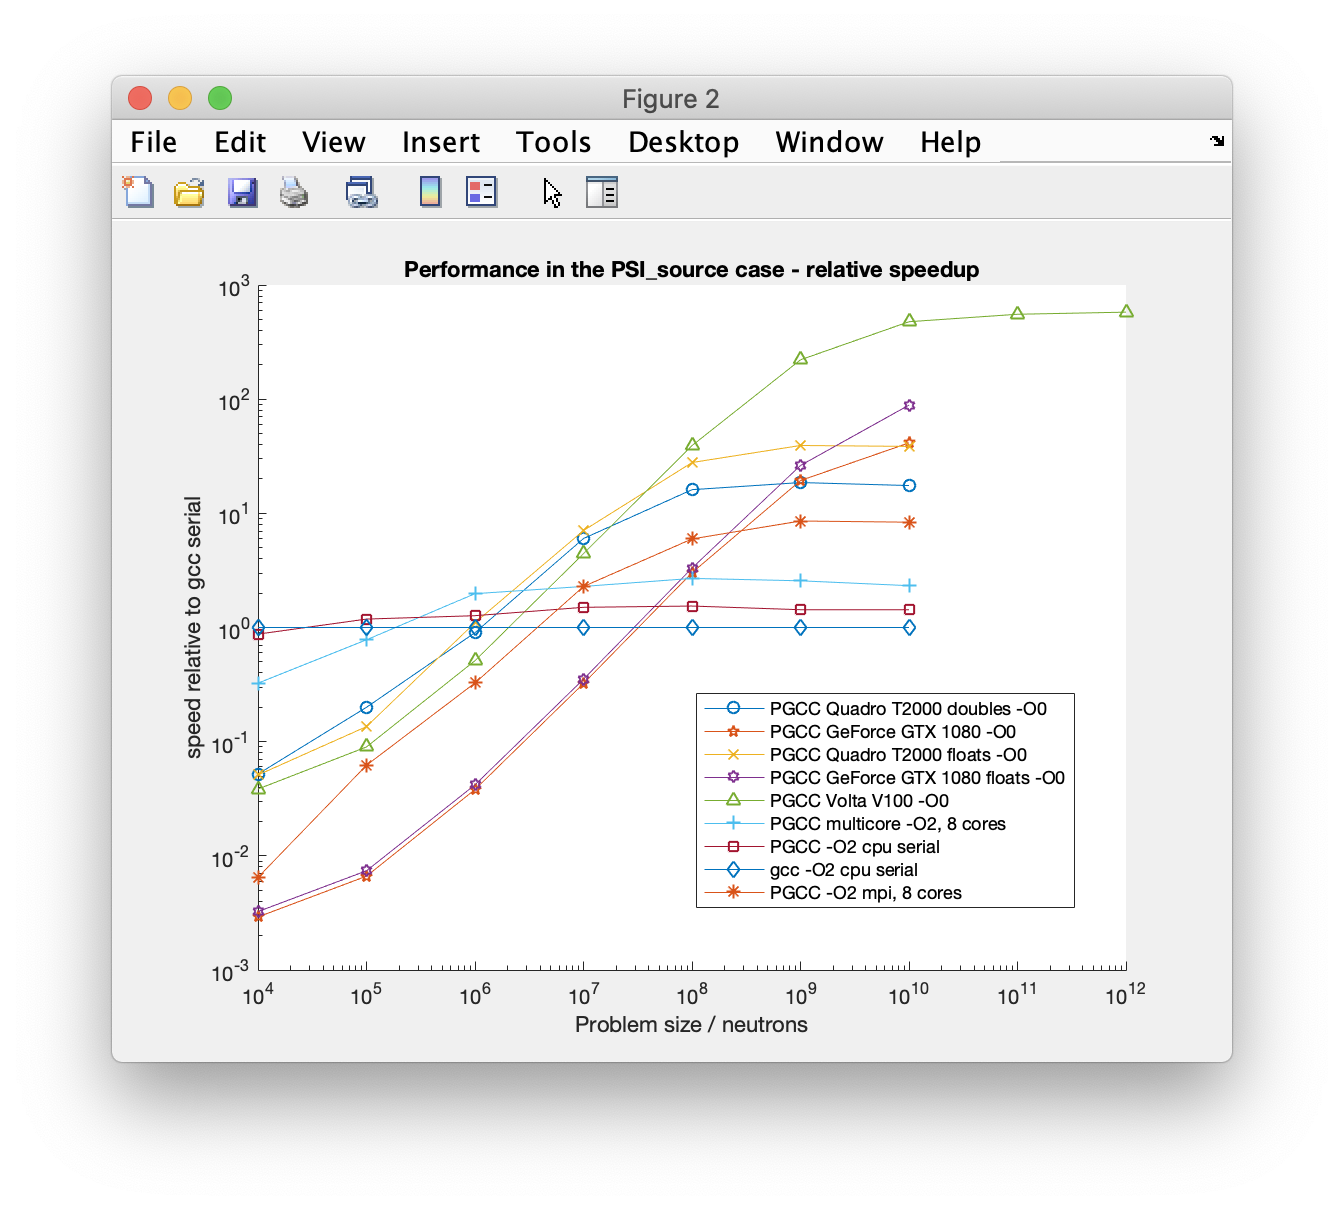 Figure 2
File Edit View Insert Tools Desktop Window Help
Performance in the PSI_source case - relative speedup
10^3
10^2
10^1
10^0
10^-1
10^-2
10^-3
speed relative to gcc serial
PGCC Quadro T2000 doubles -O0
PGCC GeForce GTX 1080 -O0
PGCC Quadro T2000 floats -O0
PGCC GeForce GTX 1080 floats -O0
PGCC Volta V100 -O0
PGCC multicore -O2, 8 cores
PGCC -O2 cpu serial
gcc -O2 cpu serial
PGCC -O2 mpi, 8 cores
10^4 10^5 10^6 10^7 10^8 10^9 10^10 10^11 10^12
Problem size / neutrons